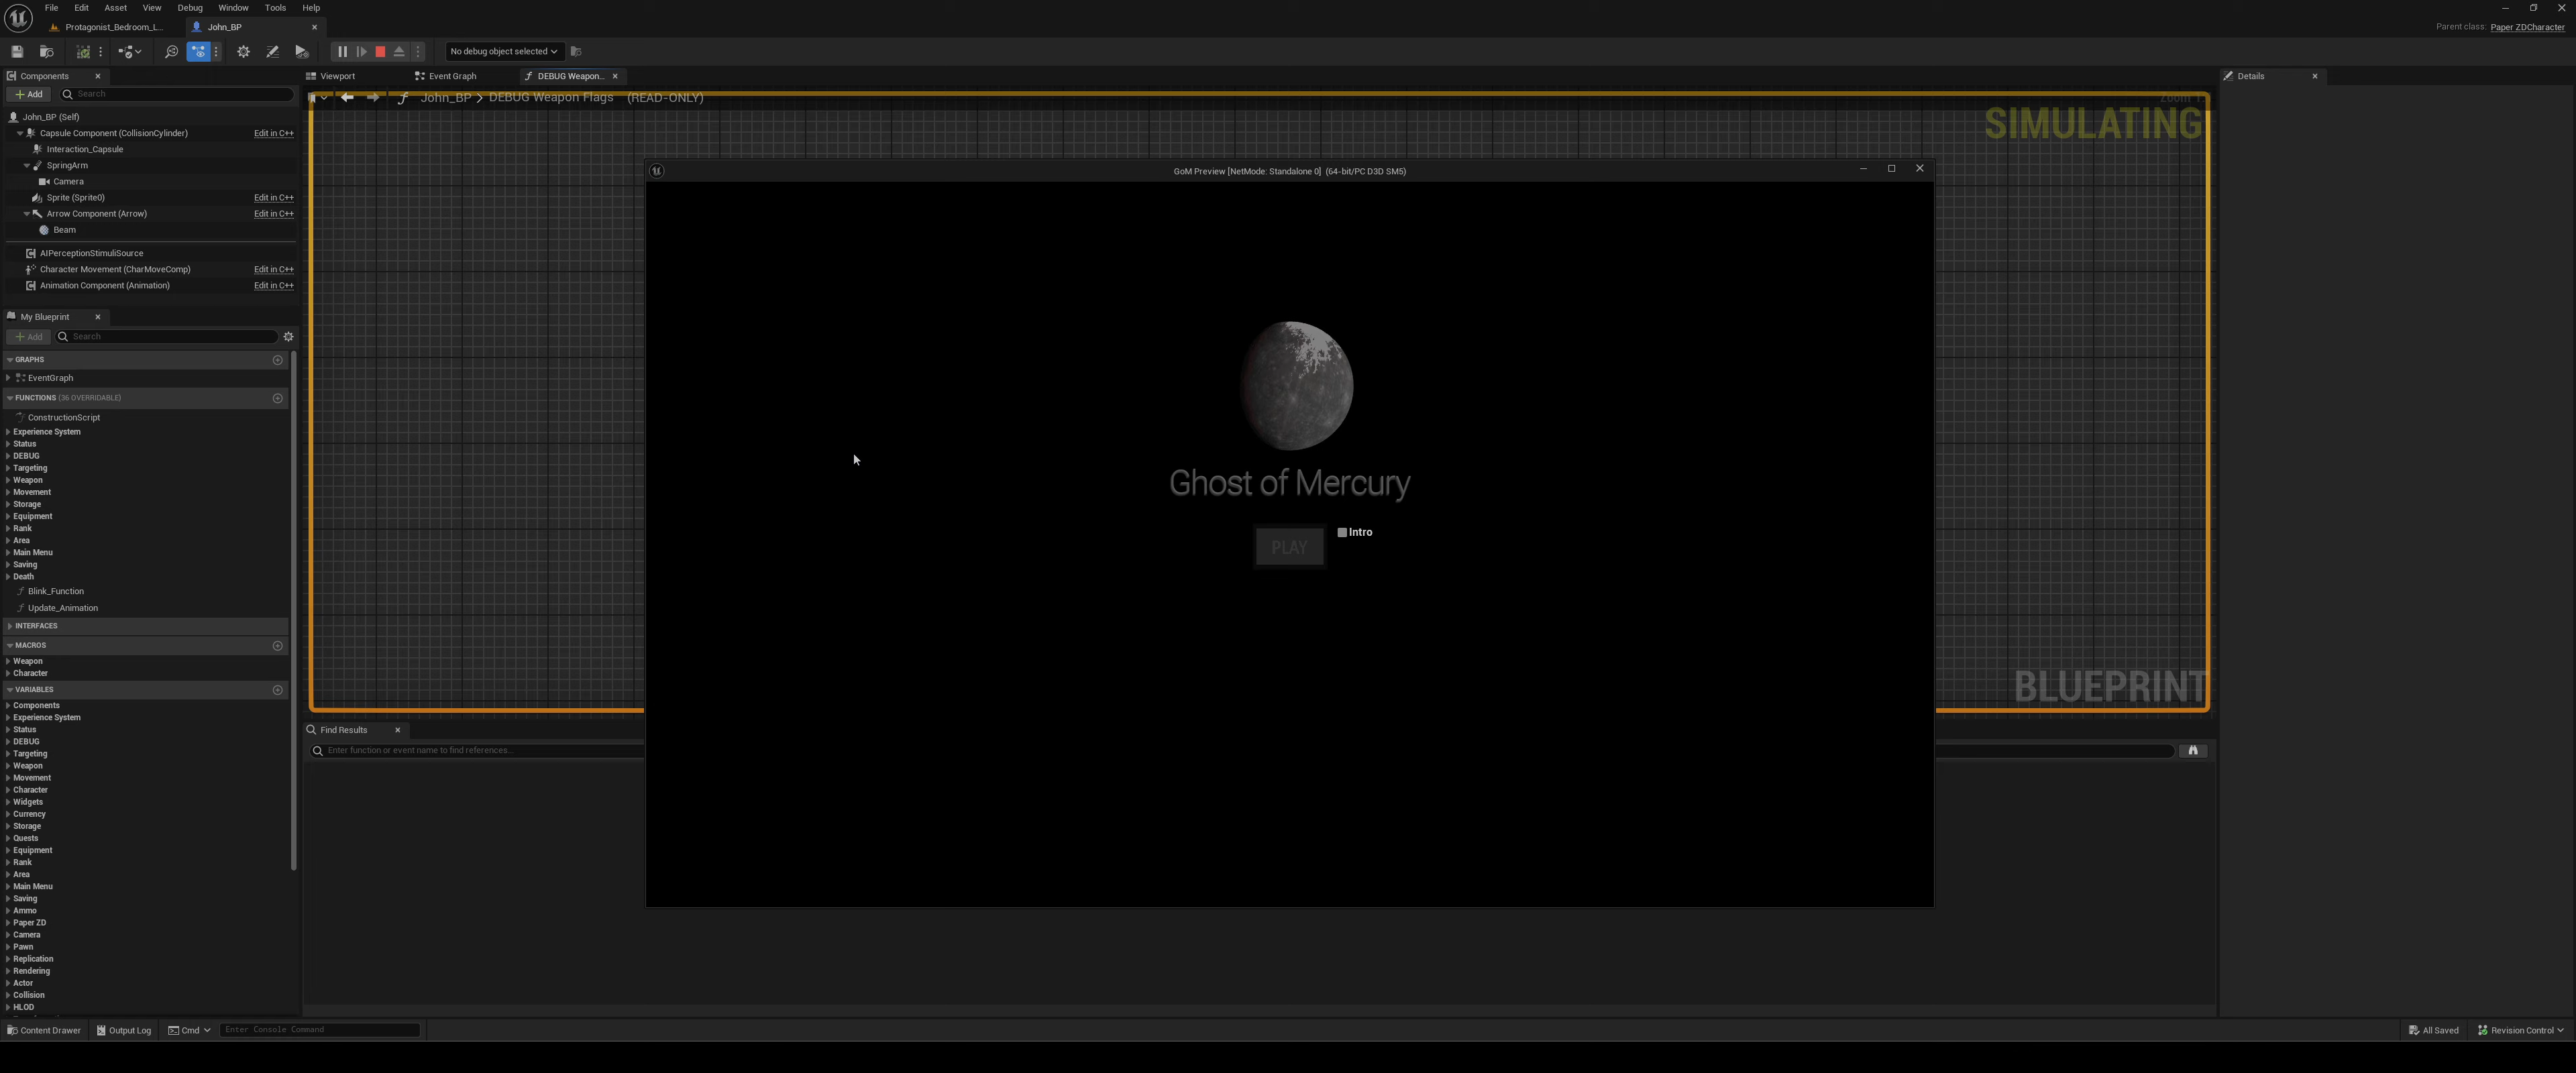 File Edit Asset View Debug Window Tools Help
Protagonist_Bedroom_L...
John_BP
Parent class: Paper ZDCharacter
No debug object selected
Components
Add
Search
John_BP (Self)
Capsule Component (CollisionCylinder) Edit in C++
Interaction_Capsule
SpringArm
Camera
Sprite (Sprite0) Edit in C++
Arrow Component (Arrow) Edit in C++
Beam
AIPerceptionStimuliSource
Character Movement (CharMoveComp) Edit in C++
Animation Component (Animation) Edit in C++
My Blueprint
Add
Search
GRAPHS
EventGraph
FUNCTIONS (36 OVERRIDABLE)
ConstructionScript
Experience System
Status
DEBUG
Targeting
Weapon
Movement
Storage
Equipment
Rank
Area
Main Menu
Saving
Death
Blink_Function
Update_Animation
INTERFACES
MACROS
Weapon
Character
VARIABLES
Components
Experience System
Status
DEBUG
Targeting
Weapon
Movement
Character
Widgets
Currency
Storage
Quests
Equipment
Rank
Area
Main Menu
Saving
Ammo
Paper ZD
Camera
Pawn
Replication
Rendering
Actor
Collision
HLOD
Viewport
Event Graph
DEBUG Weapon...
John_BP > DEBUG Weapon Flags (READ-ONLY)
SIMULATING
GoM Preview [NetMode: Standalone 0] (64-bit/PC D3D SM5)
Ghost of Mercury
PLAY
Intro
BLUEPRINT
Find Results
Enter function or event name to find references...
Details
Content Drawer
Output Log
Cmd
Enter Console Command
All Saved
Revision Control